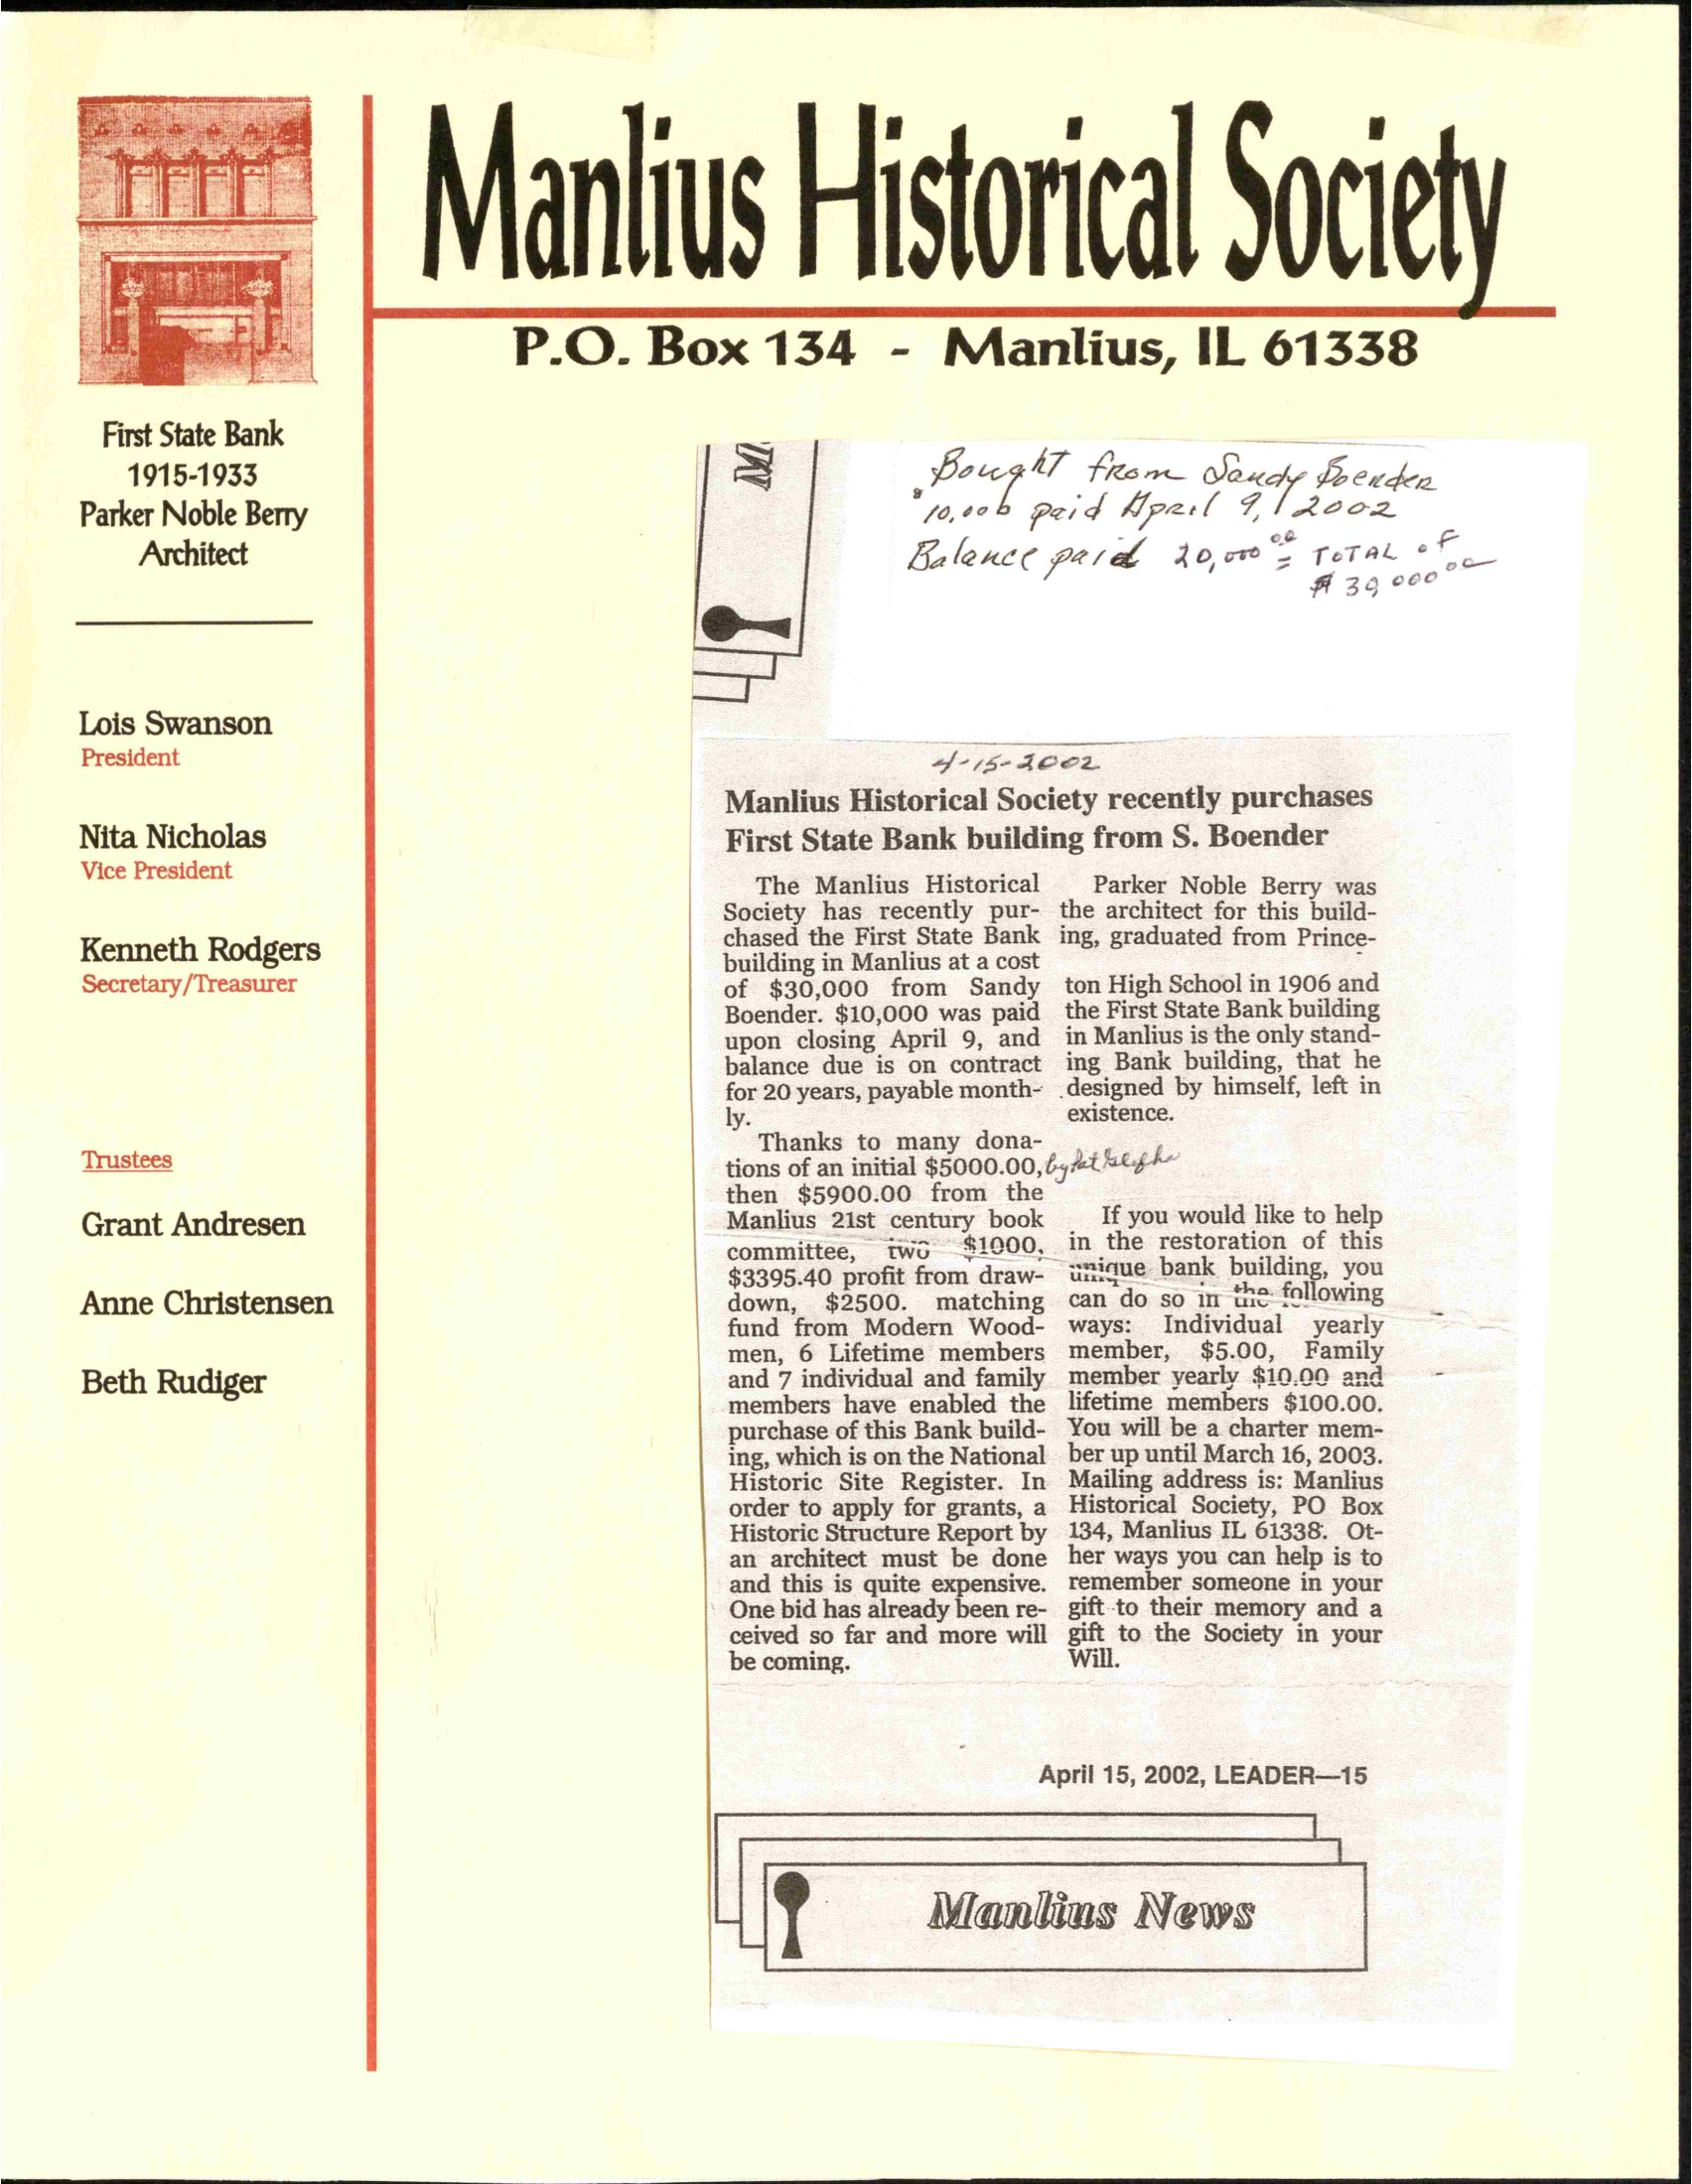 Manlius Historical Society
P.O. Box 134 - Manlius, IL 61338
First State Bank
1915-1933
Parker Noble Berry
Architect
Lois Swanson
President
Nita Nicholas
Vice President
Kenneth Rodgers
Secretary/Treasurer
Trustees
Grant Andresen
Anne Christensen
Beth Rudiger
Bought from Sandy Boender
$10,000 paid April 9, 2002
Balance paid 20,000 00 = TOTAL of
$ 30,000 00
4-15-2002
Manlius Historical Society recently purchases
First State Bank building from S. Boender
The Manlius Historical
Society has recently pur-
chased the First State Bank
building in Manlius at a cost
of $30,000 from Sandy
Boender. $10,000 was paid
upon closing April 9, and
balance due is on contract
for 20 years, payable month-
ly.
Thanks to many dona-
tions of an initial $5000.00, by Pat
then $5900.00 from the
Manlius 21st century book
committee, two $1000,
$3395.40 profit from draw-
down, $2500. matching
fund from Modern Wood-
men, 6 Lifetime members
and 7 individual and family
members have enabled the
purchase of this Bank build-
ing, which is on the National
Historic Site Register. In
order to apply for grants, a
Historic Structure Report by
an architect must be done
and this is quite expensive.
One bid has already been re-
ceived so far and more will
be coming.
Parker Noble Berry was
the architect for this build-
ing, graduated from Prince-
ton High School in 1906 and
the First State Bank building
in Manlius is the only stand-
ing Bank building, that he
designed by himself, left in
existence.
If you would like to help
in the restoration of this
unique bank building, you
can do so in the following
ways: Individual yearly
member, $5.00, Family
member yearly $10.00 and
lifetime members $100.00.
You will be a charter mem-
ber up until March 16, 2003.
Mailing address is: Manlius
Historical Society, PO Box
134, Manlius IL 61338. Ot-
her ways you can help is to
remember someone in your
gift to their memory and a
gift to the Society in your
Will.
April 15, 2002, LEADER—15
Manlius News